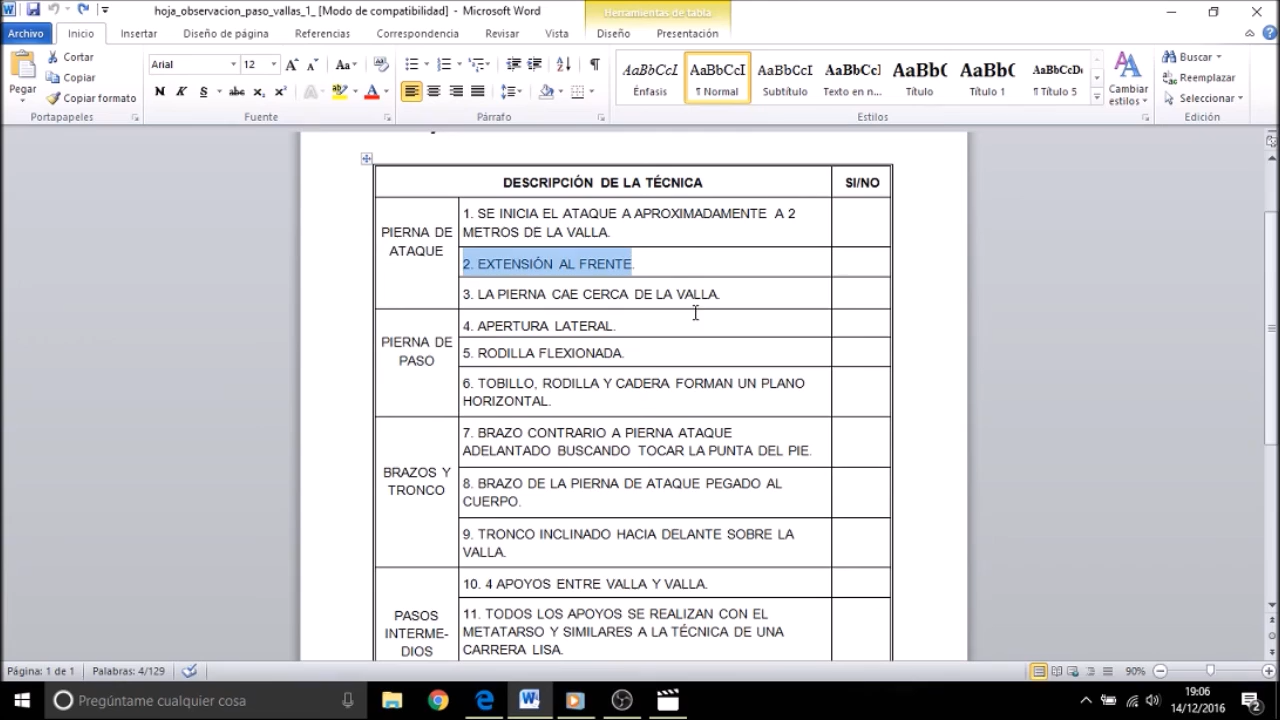 hoja_observacion_paso_vallas_1_ [Modo de compatibilidad] - Microsoft Word
Herramientas de tabla
Archivo Inicio Insertar Diseño de página Referencias Correspondencia Revisar Vista Diseño Presentación
Pegar
Cortar
Copiar
Copiar formato
Portapapeles
Arial 12
N K S abc x₂ x²
Fuente
Párrafo
AaBbCcI AaBbCcI AaBbCcI AaBbCcI AaBb( AaBb( AaBbCcDc
Énfasis ¶ Normal Subtítulo Texto en n... Título Título 1 ¶ Título 5
Cambiar
estilos
Estilos
Buscar
Reemplazar
Seleccionar
Edición
DESCRIPCIÓN DE LA TÉCNICA SI/NO
PIERNA DE
ATAQUE
1. SE INICIA EL ATAQUE A APROXIMADAMENTE A 2
METROS DE LA VALLA.
2. EXTENSIÓN AL FRENTE.
3. LA PIERNA CAE CERCA DE LA VALLA.
PIERNA DE
PASO
4. APERTURA LATERAL.
5. RODILLA FLEXIONADA.
6. TOBILLO, RODILLA Y CADERA FORMAN UN PLANO
HORIZONTAL.
BRAZOS Y
TRONCO
7. BRAZO CONTRARIO A PIERNA ATAQUE
ADELANTADO BUSCANDO TOCAR LA PUNTA DEL PIE.
8. BRAZO DE LA PIERNA DE ATAQUE PEGADO AL
CUERPO.
9. TRONCO INCLINADO HACIA DELANTE SOBRE LA
VALLA.
PASOS
INTERME-
DIOS
10. 4 APOYOS ENTRE VALLA Y VALLA.
11. TODOS LOS APOYOS SE REALIZAN CON EL
METATARSO Y SIMILARES A LA TÉCNICA DE UNA
CARRERA LISA.
Página: 1 de 1 Palabras: 4/129 90%
Pregúntame cualquier cosa
19:06
14/12/2016
2